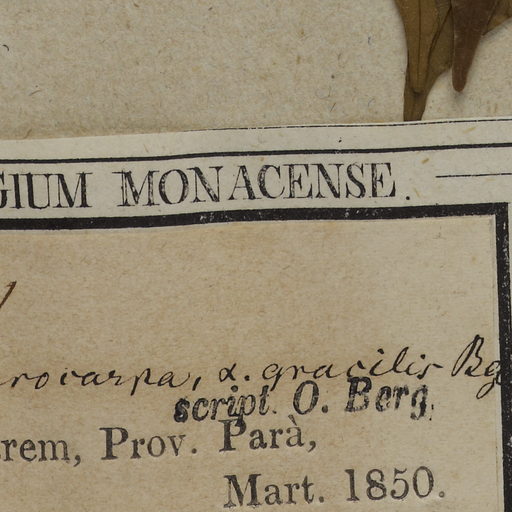 GIUM MONACENSE.
rocarpa, α. gracilis Bg
script. O. Berg.
rem, Prov. Parà,
Mart. 1850.